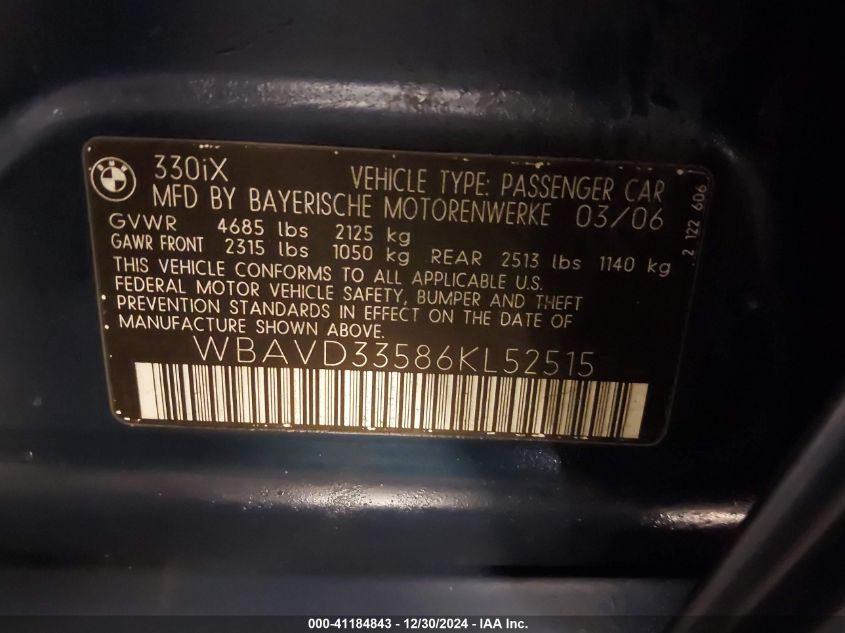 330iX VEHICLE TYPE: PASSENGER CAR
MFD BY BAYERISCHE MOTORENWERKE 03/06
GVWR 4685 lbs 2125 kg
GAWR FRONT 2315 lbs 1050 kg REAR 2513 lbs 1140 kg
THIS VEHICLE CONFORMS TO ALL APPLICABLE U.S.
FEDERAL MOTOR VEHICLE SAFETY, BUMPER AND THEFT
PREVENTION STANDARDS IN EFFECT ON THE DATE OF
MANUFACTURE SHOWN ABOVE.
WBAVD33586KL52515
2 122 606
000-41184843 / 12/30/2024 - IAA Inc.